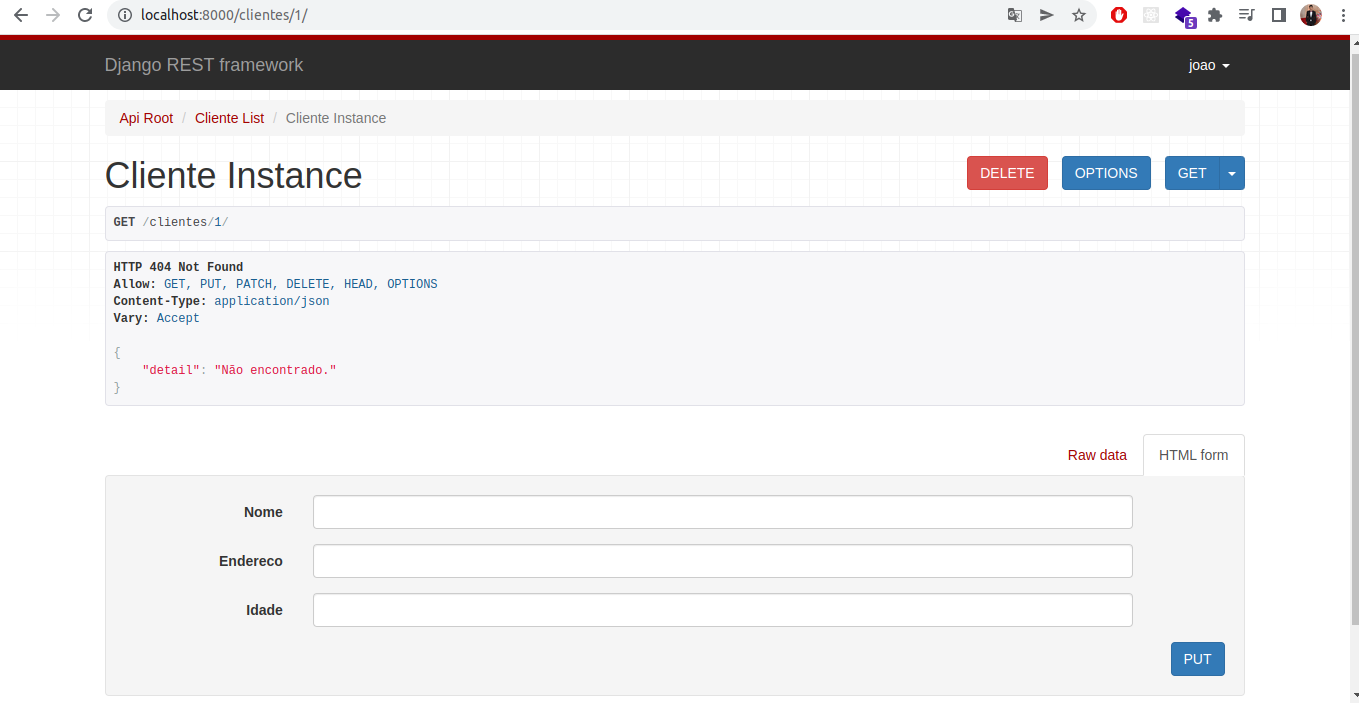 localhost:8000/clientes/1/
5
Django REST framework
joao
Api Root / Cliente List / Cliente Instance
Cliente Instance
DELETE OPTIONS GET
GET /clientes/1/
HTTP 404 Not Found
Allow: GET, PUT, PATCH, DELETE, HEAD, OPTIONS
Content-Type: application/json
Vary: Accept
{
"detail": "Não encontrado."
}
Raw data HTML form
Nome
Endereco
Idade
PUT